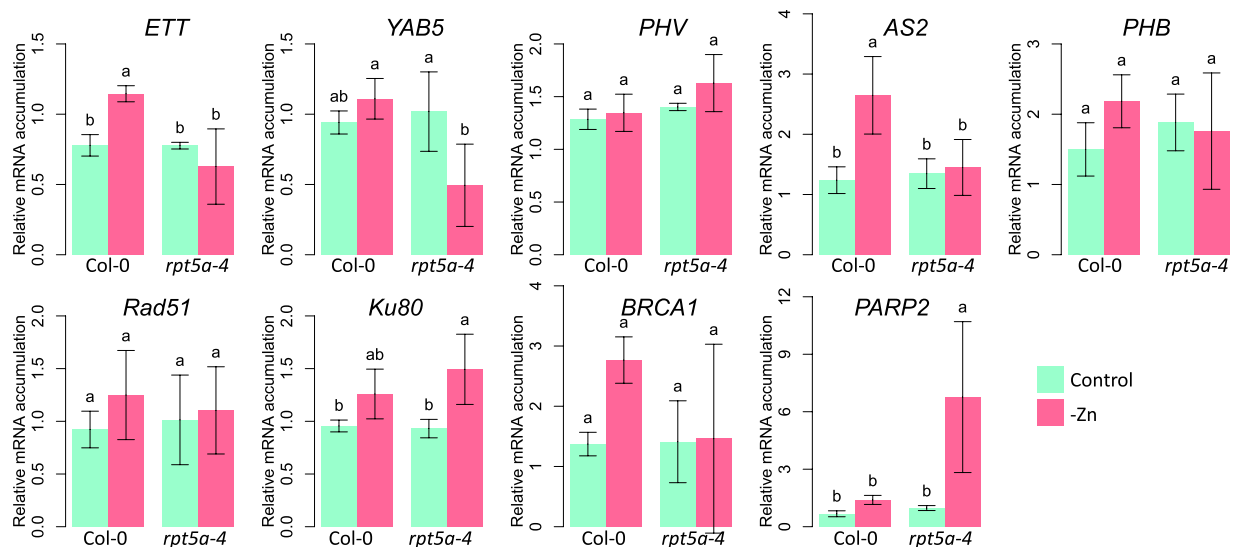 ETT
Relative mRNA accumulation
1.5
1.0
0.5
0.0
b
a
b
b
Col-0
rpt5a-4
YAB5
Relative mRNA accumulation
1.5
1.0
0.5
0.0
ab
a
a
b
Col-0
rpt5a-4
PHV
Relative mRNA accumulation
2.0
1.5
1.0
0.5
0.0
a
a
a
a
Col-0
rpt5a-4
AS2
Relative mRNA accumulation
4
3
2
1
0
b
a
b
b
Col-0
rpt5a-4
PHB
Relative mRNA accumulation
3
2
1
0
a
a
a
a
Col-0
rpt5a-4
Rad51
Relative mRNA accumulation
2.0
1.5
1.0
0.5
0.0
a
a
a
a
Col-0
rpt5a-4
Ku80
Relative mRNA accumulation
2.0
1.5
1.0
0.5
0.0
b
ab
b
a
Col-0
rpt5a-4
BRCA1
Relative mRNA accumulation
4
3
2
1
0
a
a
a
a
Col-0
rpt5a-4
PARP2
Relative mRNA accumulation
12
9
6
3
0
b
b
b
a
Col-0
rpt5a-4
Control
-Zn